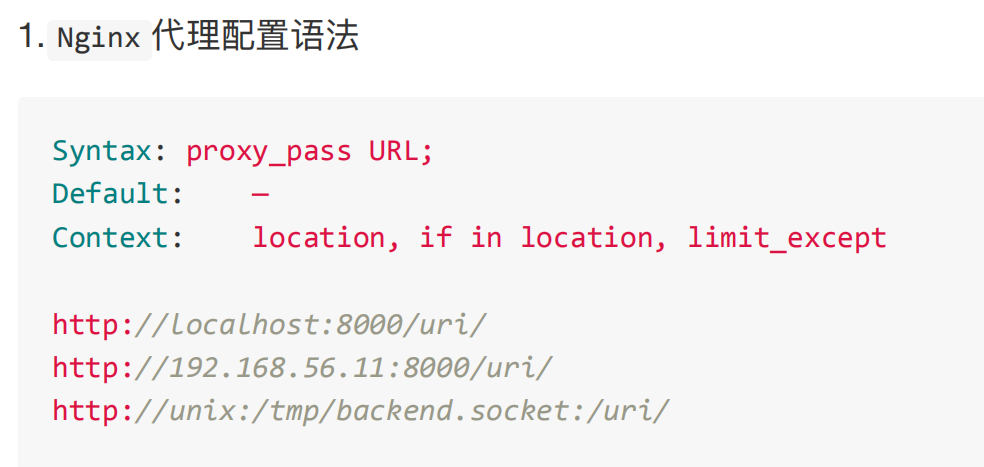 1. Nginx 代理配置语法
Syntax: proxy_pass URL;
Default:    —
Context:    location, if in location, limit_except
http://localhost:8000/uri/
http://192.168.56.11:8000/uri/
http://unix:/tmp/backend.socket:/uri/